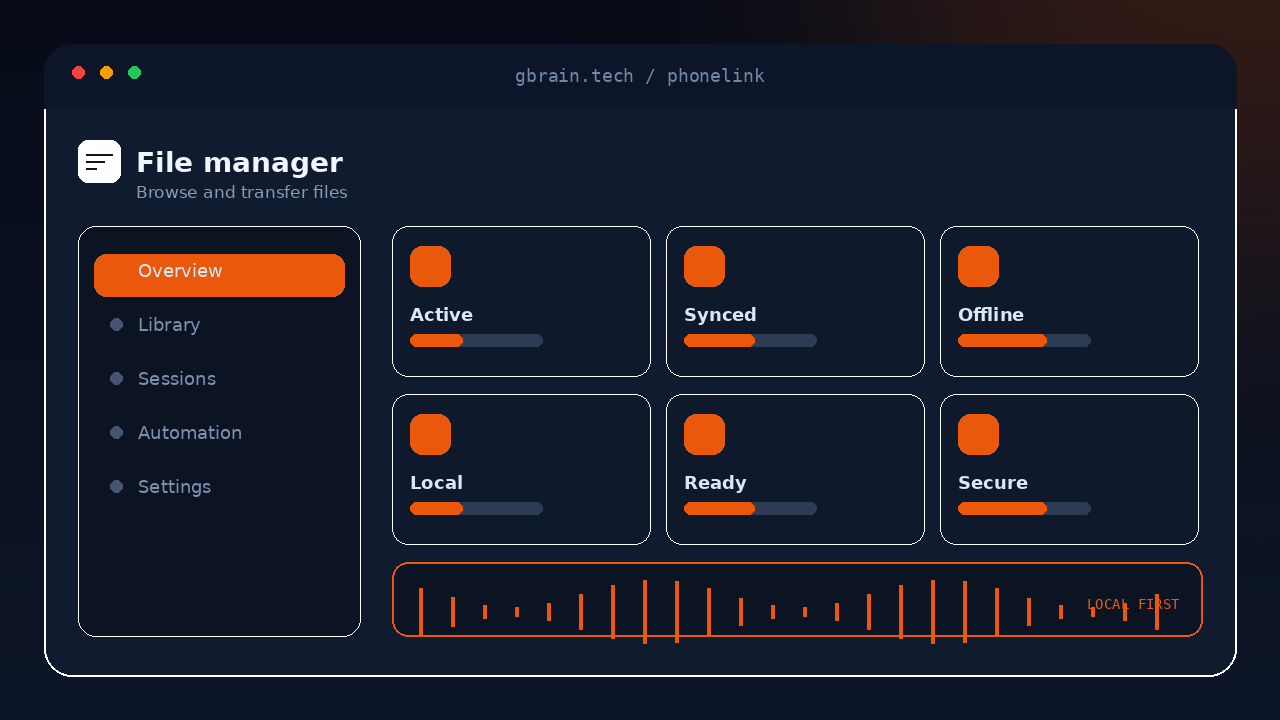 gbrain.tech / phonelink
File manager
Browse and transfer files
Overview
Library
Sessions
Automation
Settings
Active
Synced
Offline
Local
Ready
Secure
LOCAL FIRST